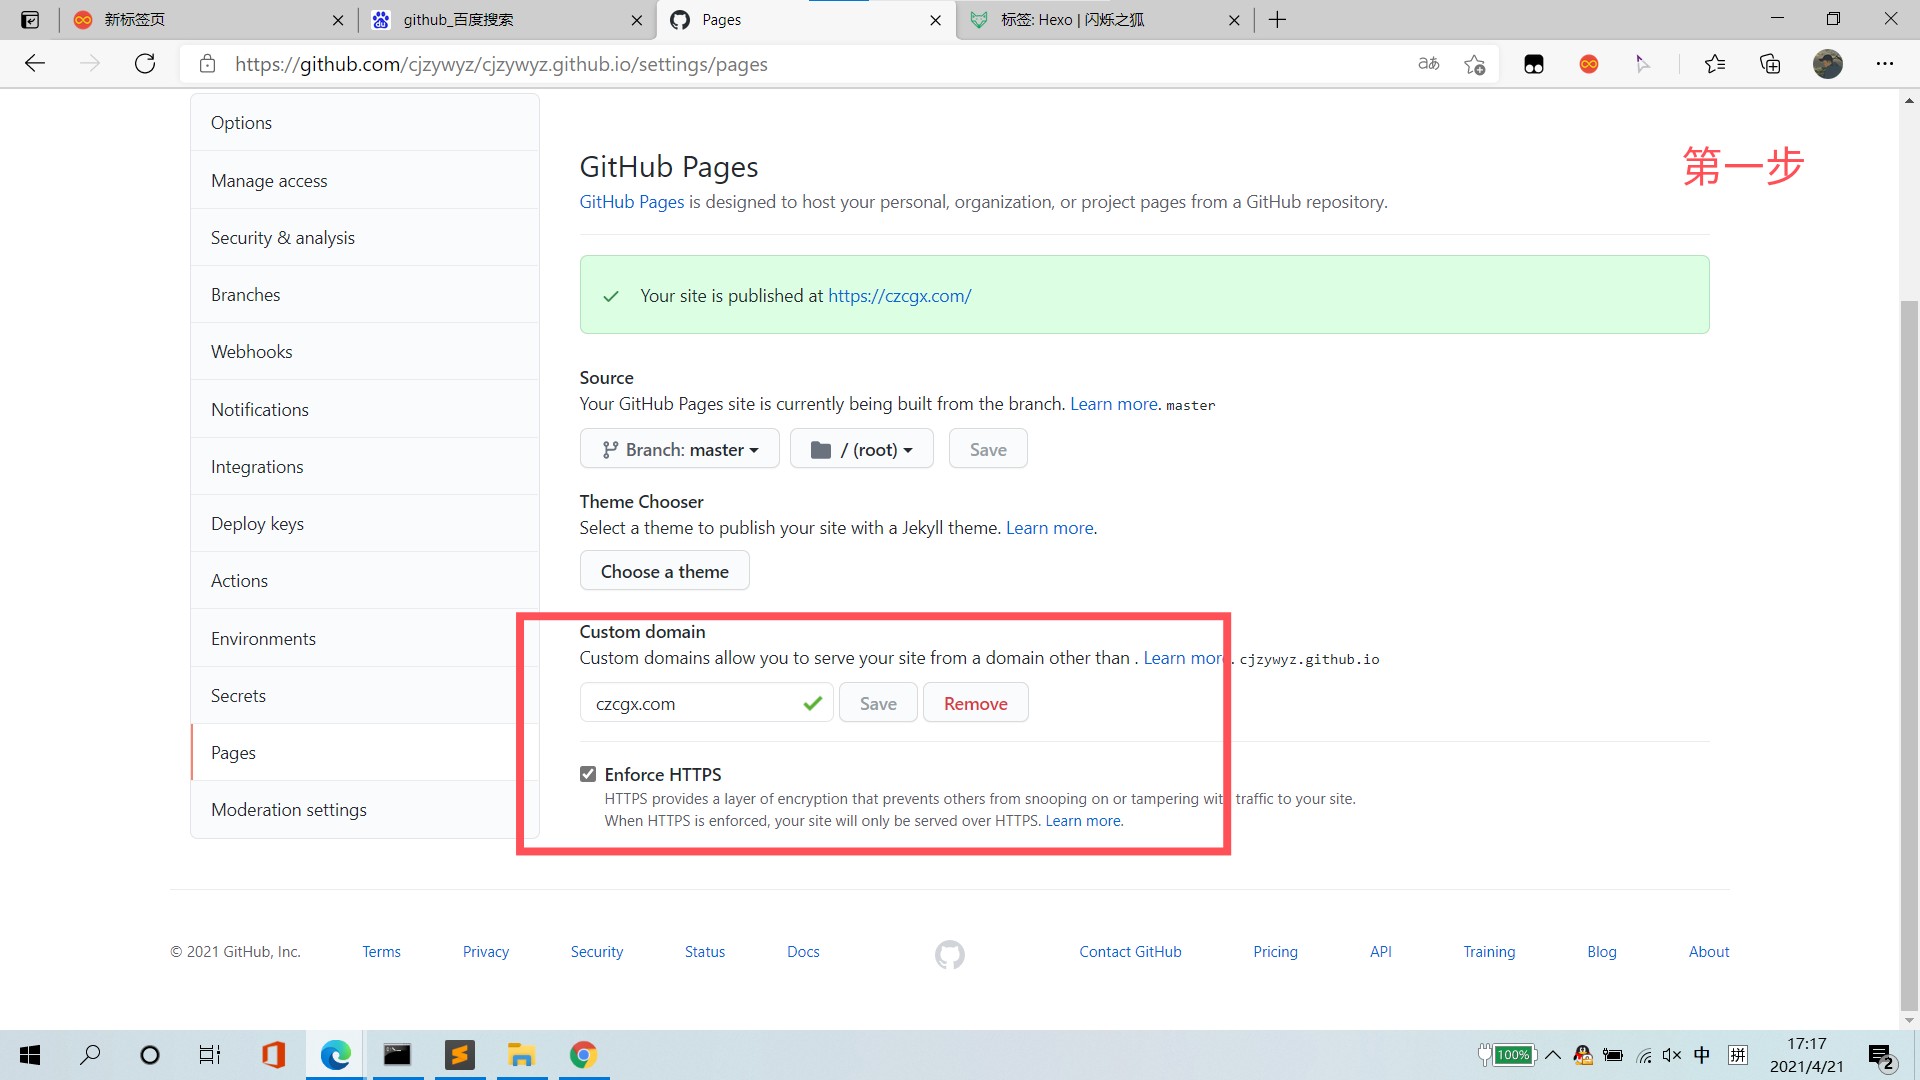 新标签页
github_百度搜索
Pages
标签: Hexo | 闪烁之狐
https://github.com/cjzywyz/cjzywyz.github.io/settings/pages
aあ
Options
Manage access
Security & analysis
Branches
Webhooks
Notifications
Integrations
Deploy keys
Actions
Environments
Secrets
Pages
Moderation settings
第一步
GitHub Pages
GitHub Pages is designed to host your personal, organization, or project pages from a GitHub repository.
Your site is published at https://czcgx.com/
Source
Your GitHub Pages site is currently being built from the branch. Learn more. master
Branch: master
/ (root)
Save
Theme Chooser
Select a theme to publish your site with a Jekyll theme. Learn more.
Choose a theme
Custom domain
Custom domains allow you to serve your site from a domain other than . Learn more. cjzywyz.github.io
czcgx.com
Save
Remove
Enforce HTTPS
HTTPS provides a layer of encryption that prevents others from snooping on or tampering with traffic to your site.
When HTTPS is enforced, your site will only be served over HTTPS. Learn more.
© 2021 GitHub, Inc.
Terms
Privacy
Security
Status
Docs
Contact GitHub
Pricing
API
Training
Blog
About
100%
中
拼
17:17
2021/4/21
2